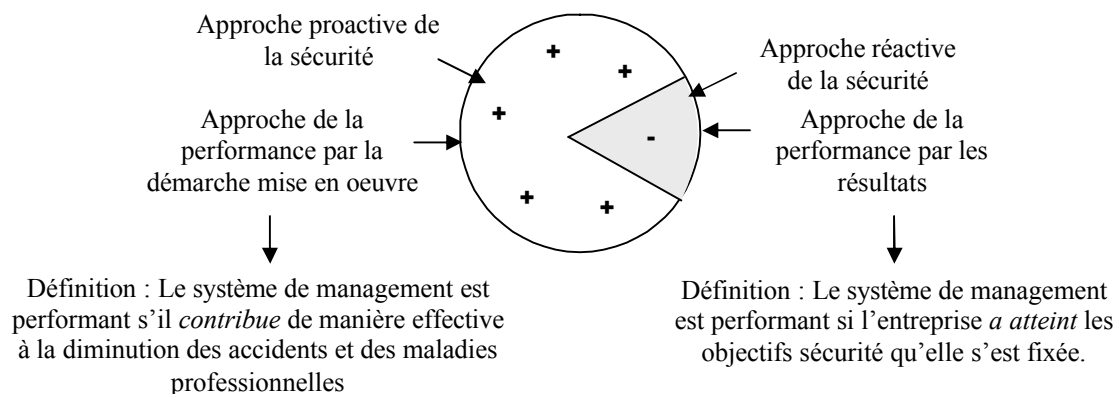 Approche proactive de
la sécurité
Approche de la
performance par la
démarche mise en oeuvre
Définition : Le système de management est
performant s’il contribue de manière effective
à la diminution des accidents et des maladies
professionnelles
+
+
+
+
+
-
Approche réactive
de la sécurité
Approche de la
performance par les
résultats
Définition : Le système de management
est performant si l’entreprise a atteint les
objectifs sécurité qu’elle s’est fixée.